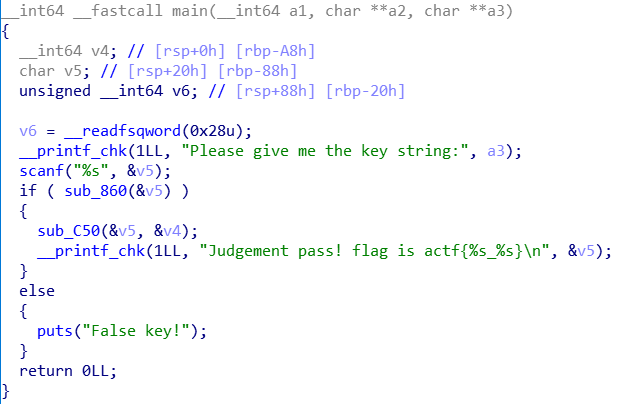 __int64 __fastcall main(__int64 a1, char **a2, char **a3)
{
  __int64 v4; // [rsp+0h] [rbp-A8h]
  char v5; // [rsp+20h] [rbp-88h]
  unsigned __int64 v6; // [rsp+88h] [rbp-20h]

  v6 = __readfsqword(0x28u);
  __printf_chk(1LL, "Please give me the key string:", a3);
  scanf("%s", &v5);
  if ( sub_860(&v5) )
  {
    sub_C50(&v5, &v4);
    __printf_chk(1LL, "Judgement pass! flag is actf{%s_%s}\n", &v5);
  }
  else
  {
    puts("False key!");
  }
  return 0LL;
}